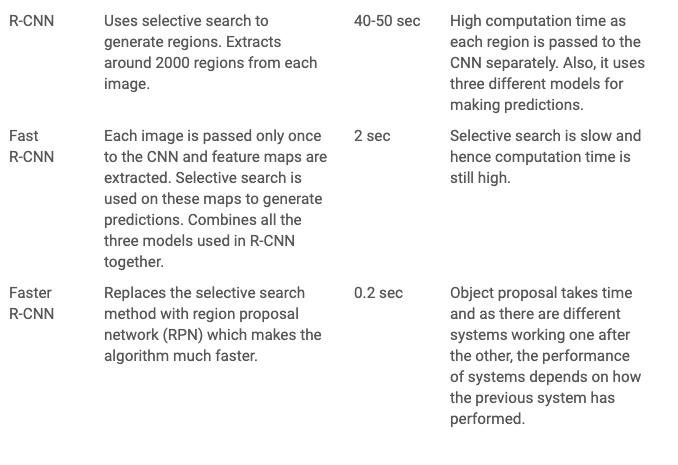 R-CNN
Uses selective search to
generate regions. Extracts
around 2000 regions from each
image.
40-50 sec
High computation time as
each region is passed to the
CNN separately. Also, it uses
three different models for
making predictions.
Fast
R-CNN
Each image is passed only once
to the CNN and feature maps are
extracted. Selective search is
used on these maps to generate
predictions. Combines all the
three models used in R-CNN
together.
2 sec
Selective search is slow and
hence computation time is
still high.
Faster
R-CNN
Replaces the selective search
method with region proposal
network (RPN) which makes the
algorithm much faster.
0.2 sec
Object proposal takes time
and as there are different
systems working one after
the other, the performance
of systems depends on how
the previous system has
performed.